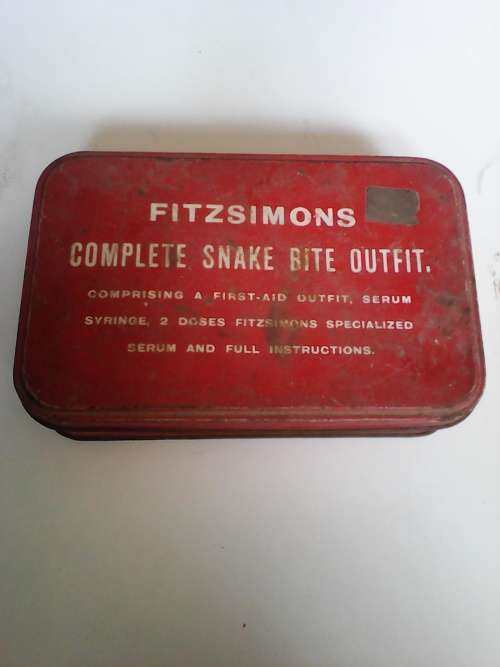 FITZSIMONS
COMPLETE SNAKE BITE OUTFIT.
COMPRISING A FIRST-AID OUTFIT, SERUM
SYRINGE, 2 DOSES FITZSIMONS SPECIALIZED
SERUM AND FULL INSTRUCTIONS.